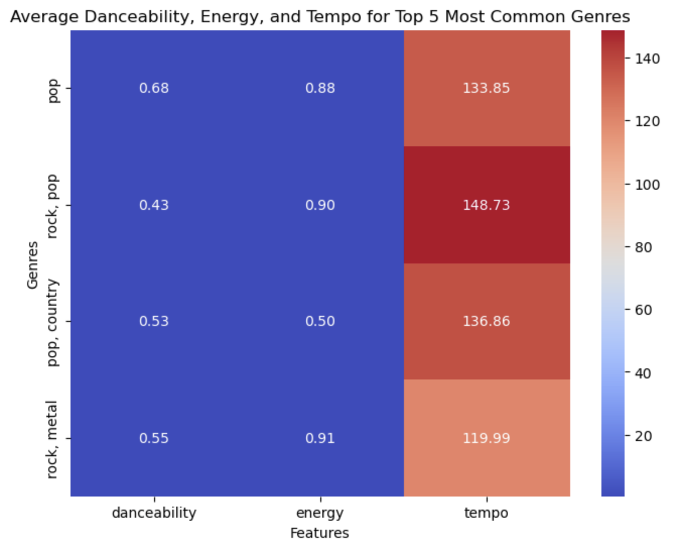 Average Danceability, Energy, and Tempo for Top 5 Most Common Genres
pop
0.68 0.88 133.85
rock, pop
0.43 0.90 148.73
pop, country
0.53 0.50 136.86
rock, metal
0.55 0.91 119.99
Genres
danceability energy tempo
Features
140
120
100
80
60
40
20